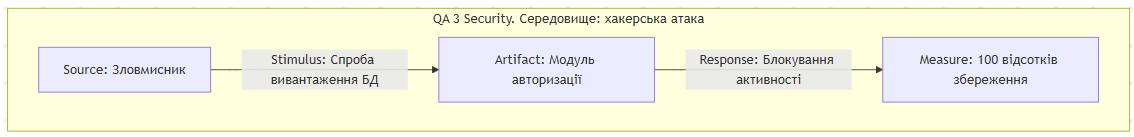 QA 3 Security. Середовище: хакерська атака
Source: Зловмисник
Stimulus: Спроба
вивантаження БД
Artifact: Модуль
авторизації
Response: Блокування
активності
Measure: 100 відсотків
збереження